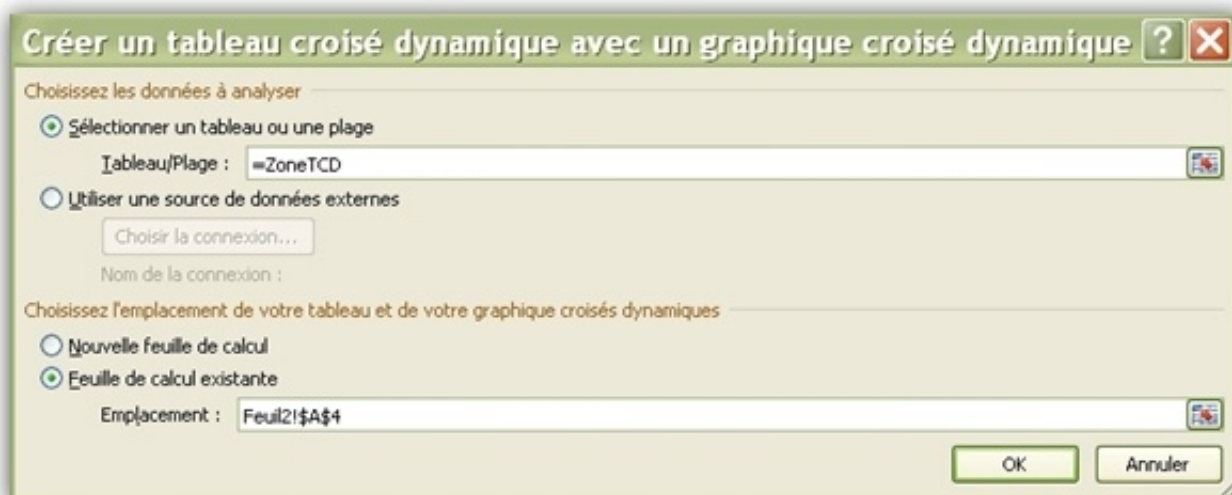 Créer un tableau croisé dynamique avec un graphique croisé dynamique ?
Choisissez les données à analyser
Sélectionner un tableau ou une plage
Tableau/Plage : =ZoneTCD
Utiliser une source de données externes
Choisir la connexion...
Nom de la connexion :
Choisissez l'emplacement de votre tableau et de votre graphique croisés dynamiques
Nouvelle feuille de calcul
Feuille de calcul existante
Emplacement : Feuil2!$A$4
OK Annuler